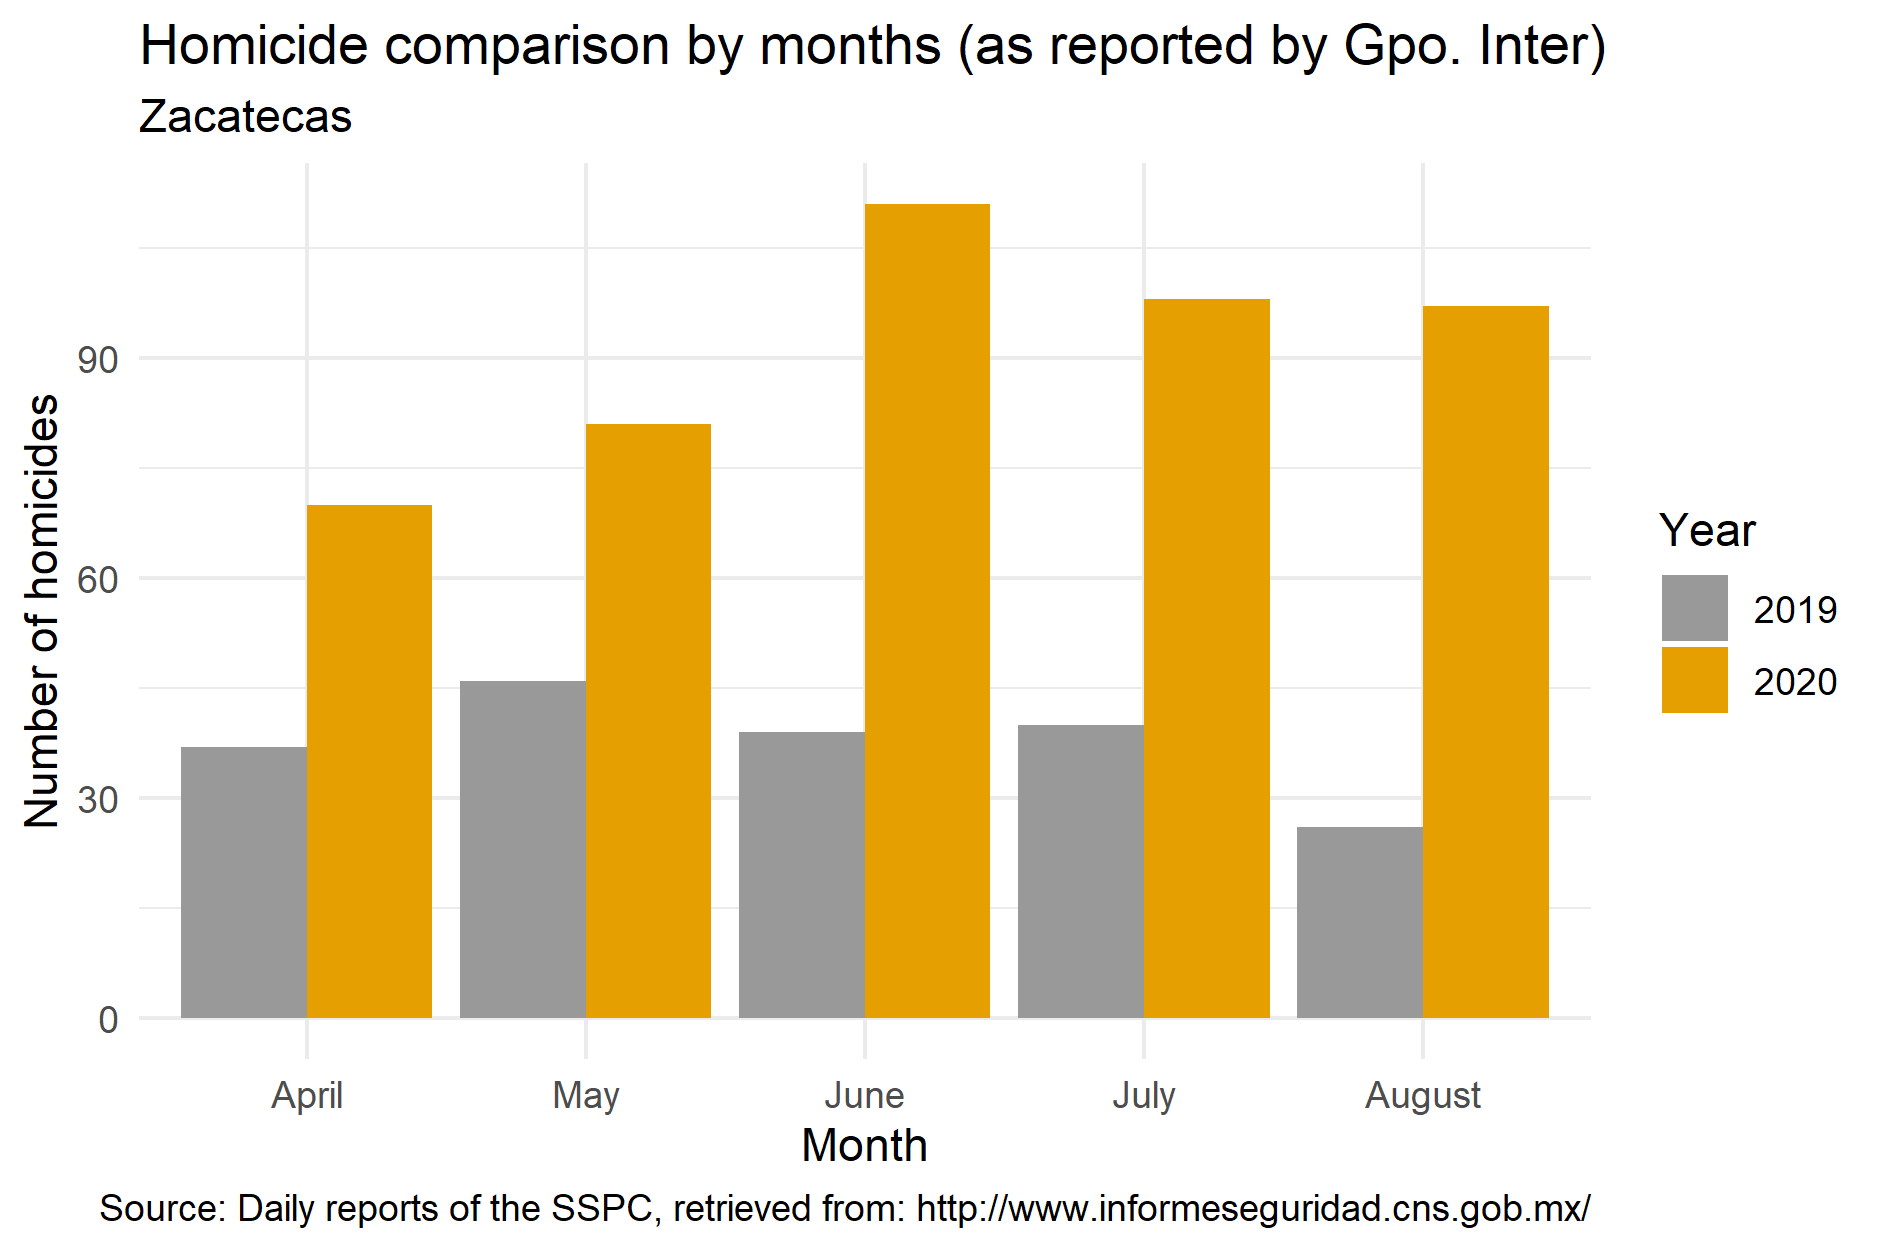 Homicide comparison by months (as reported by Gpo. Inter)
Zacatecas
Number of homicides
90
60
30
0
April May June July August
Month
Year
2019
2020
Source: Daily reports of the SSPC, retrieved from: http://www.informeseguridad.cns.gob.mx/